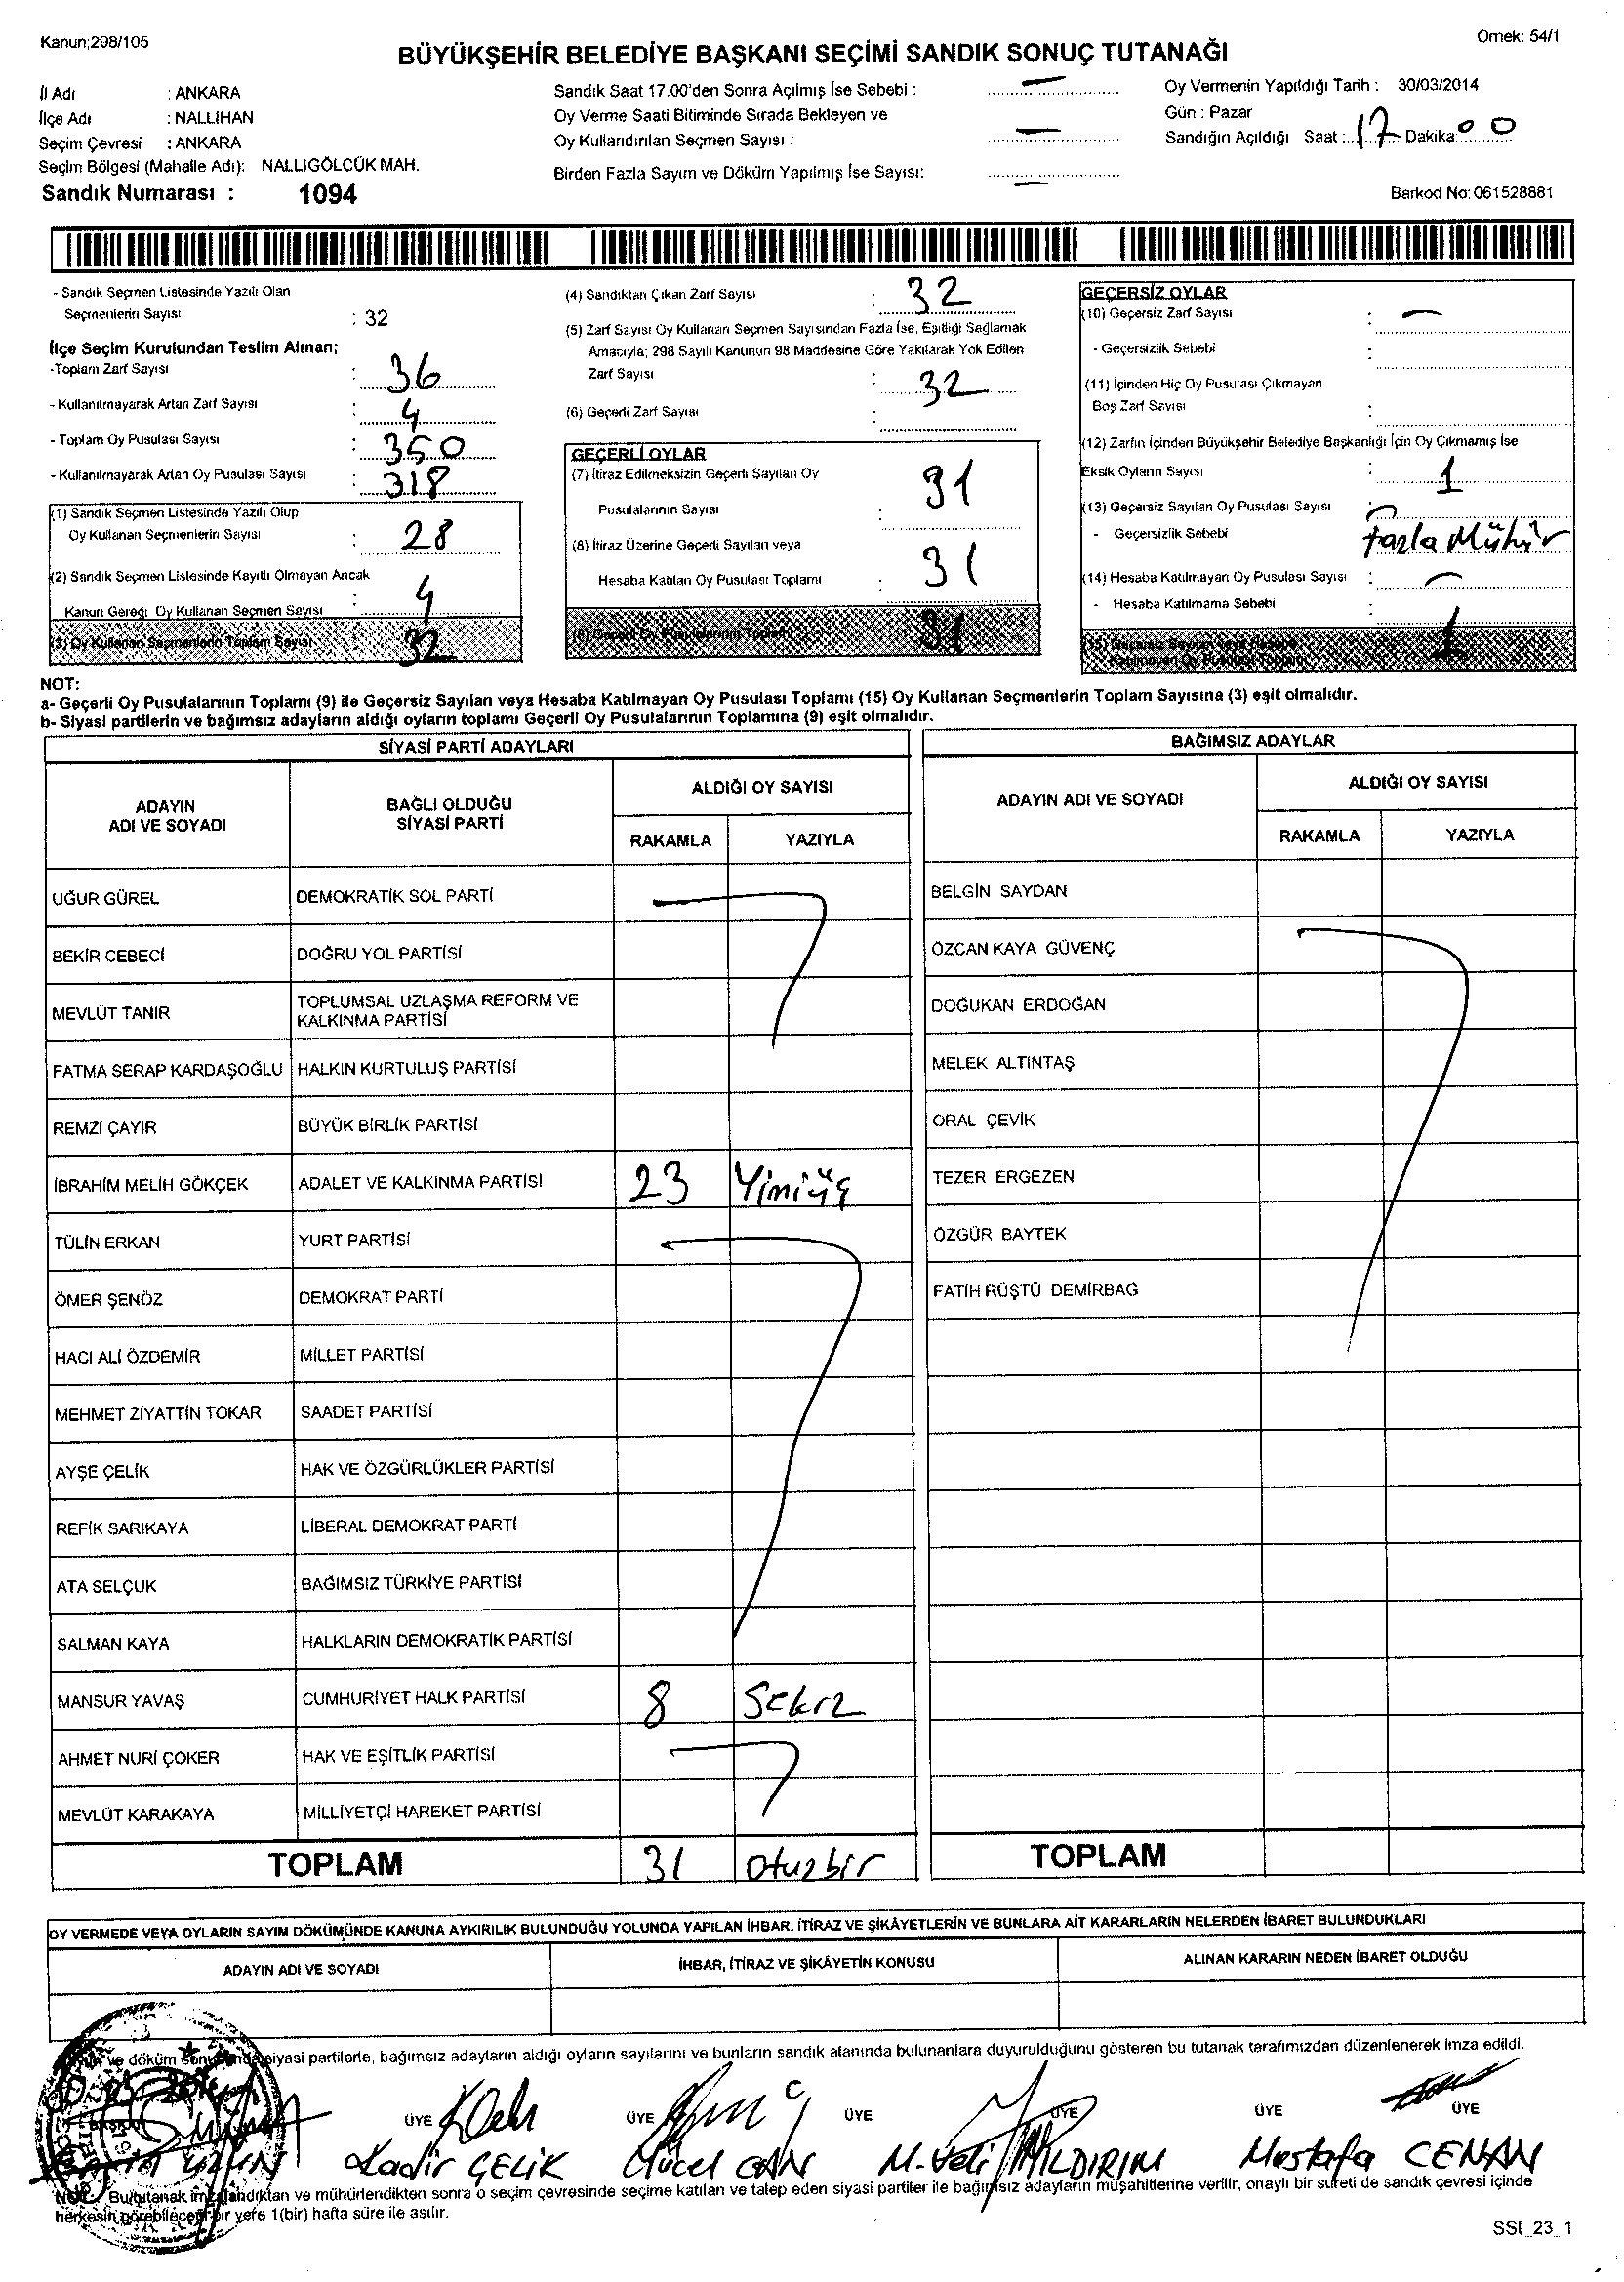 Kanun;298/105
Örnek: 54/1
BÜYÜKŞEHİR BELEDİYE BAŞKANI SEÇİMİ SANDIK SONUÇ TUTANAĞI
İl Adı : ANKARA
İlçe Adı : NALLIHAN
Seçim Çevresi : ANKARA
Seçim Bölgesi (Mahalle Adı): NALLIGÖLCÜK MAH.
Sandık Numarası : 1094
Sandık Saat 17.00'den Sonra Açılmış İse Sebebi : —
Oy Verme Saati Bitiminde Sırada Bekleyen ve
Oy Kullandırılan Seçmen Sayısı : —
Birden Fazla Sayım ve Döküm Yapılmış İse Sayısı: —
Oy Vermenin Yapıldığı Tarih : 30/03/2014
Gün : Pazar
Sandığın Açıldığı Saat : 17 Dakika: 00
Barkod No: 061528881
- Sandık Seçmen Listesinde Yazılı Olan
Seçmenlerin Sayısı : 32
İlçe Seçim Kurulundan Teslim Alınan;
-Toplam Zarf Sayısı : 36
- Kullanılmayarak Artan Zarf Sayısı : 4
- Toplam Oy Pusulası Sayısı : 350
- Kullanılmayarak Artan Oy Pusulası Sayısı : 318
(1) Sandık Seçmen Listesinde Yazılı Olup
Oy Kullanan Seçmenlerin Sayısı : 28
(2) Sandık Seçmen Listesinde Kayıtlı Olmayan Ancak
Kanun Gereği Oy Kullanan Seçmen Sayısı : 4
(3) Oy Kullanan Seçmenlerin Toplam Sayısı 32
(4) Sandıktan Çıkan Zarf Sayısı : 32
(5) Zarf Sayısı Oy Kullanan Seçmen Sayısından Fazla İse, Eşitliği Sağlamak
Amacıyla; 298 Sayılı Kanunun 98.Maddesine Göre Yakılarak Yok Edilen
Zarf Sayısı : 32
(6) Geçerli Zarf Sayısı :
GEÇERLİ OYLAR
(7) İtiraz Edilmeksizin Geçerli Sayılan Oy
Pusulalarının Sayısı : 31
(8) İtiraz Üzerine Geçerli Sayılan veya
Hesaba Katılan Oy Pusulası Toplamı : 31
(9) Geçerli Oy Pusulalarının Toplamı 31
GEÇERSİZ OYLAR
(10) Geçersiz Zarf Sayısı : —
- Geçersizlik Sebebi :
(11) İçinden Hiç Oy Pusulası Çıkmayan
Boş Zarf Sayısı :
(12) Zarfın İçinden Büyükşehir Belediye Başkanlığı İçin Oy Çıkmamış İse
Eksik Oyların Sayısı : 1
(13) Geçersiz Sayılan Oy Pusulası Sayısı : —
- Geçersizlik Sebebi Fazla Mühür
(14) Hesaba Katılmayan Oy Pusulası Sayısı : —
- Hesaba Katılmama Sebebi :
(15) Geçersiz Sayılan veya Hesaba
Katılmayan Oy Pusulası Toplamı 1
NOT:
a- Geçerli Oy Pusulalarının Toplamı (9) ile Geçersiz Sayılan veya Hesaba Katılmayan Oy Pusulası Toplamı (15) Oy Kullanan Seçmenlerin Toplam Sayısına (3) eşit olmalıdır.
b- Siyasi partilerin ve bağımsız adayların aldığı oyların toplamı Geçerli Oy Pusulalarının Toplamına (9) eşit olmalıdır.
SİYASİ PARTİ ADAYLARI
ADAYIN ADI VE SOYADI BAĞLI OLDUĞU SİYASİ PARTİ ALDIĞI OY SAYISI
RAKAMLA YAZIYLA
UĞUR GÜREL DEMOKRATİK SOL PARTİ
BEKİR CEBECİ DOĞRU YOL PARTİSİ
MEVLÜT TANIR TOPLUMSAL UZLAŞMA REFORM VE KALKINMA PARTİSİ
FATMA SERAP KARDAŞOĞLU HALKIN KURTULUŞ PARTİSİ
REMZİ ÇAYIR BÜYÜK BİRLİK PARTİSİ
İBRAHİM MELİH GÖKÇEK ADALET VE KALKINMA PARTİSİ 23 Yimiüç
TÜLİN ERKAN YURT PARTİSİ
ÖMER ŞENÖZ DEMOKRAT PARTİ
HACI ALİ ÖZDEMİR MİLLET PARTİSİ
MEHMET ZİYATTİN TOKAR SAADET PARTİSİ
AYŞE ÇELİK HAK VE ÖZGÜRLÜKLER PARTİSİ
REFİK SARIKAYA LİBERAL DEMOKRAT PARTİ
ATA SELÇUK BAĞIMSIZ TÜRKİYE PARTİSİ
SALMAN KAYA HALKLARIN DEMOKRATİK PARTİSİ
MANSUR YAVAŞ CUMHURİYET HALK PARTİSİ 8 Sekiz
AHMET NURİ ÇOKER HAK VE EŞİTLİK PARTİSİ
MEVLÜT KARAKAYA MİLLİYETÇİ HAREKET PARTİSİ
TOPLAM 31 Otuzbir
BAĞIMSIZ ADAYLAR
ADAYIN ADI VE SOYADI ALDIĞI OY SAYISI
RAKAMLA YAZIYLA
BELGİN SAYDAN
ÖZCAN KAYA GÜVENÇ
DOĞUKAN ERDOĞAN
MELEK ALTINTAŞ
ORAL ÇEVİK
TEZER ERGEZEN
ÖZGÜR BAYTEK
FATİH RÜŞTÜ DEMİRBAĞ
TOPLAM
OY VERMEDE VEYA OYLARIN SAYIM DÖKÜMÜNDE KANUNA AYKIRILIK BULUNDUĞU YOLUNDA YAPILAN İHBAR, İTİRAZ VE ŞİKÂYETLERİN VE BUNLARA AİT KARARLARIN NELERDEN İBARET BULUNDUKLARI
ADAYIN ADI VE SOYADI İHBAR, İTİRAZ VE ŞİKÂYETİN KONUSU ALINAN KARARIN NEDEN İBARET OLDUĞU
ve döküm sonucunda siyasi partilerle, bağımsız adayların aldığı oyların sayılarını ve bunların sandık alanında bulunanlara duyurulduğunu gösteren bu tutanak tarafımızdan düzenlenerek imza edildi.
BAŞKAN ÜYE ÜYE ÜYE ÜYE ÜYE ÜYE
Kadir ÇELİK Yücel CAN M. Veli YILDIRIM Mustafa CENAN
NOT: Bu tutanak imzalandıktan ve mühürlendikten sonra o seçim çevresinde seçime katılan ve talep eden siyasi partiler ile bağımsız adayların müşahitlerine verilir, onaylı bir sureti de sandık çevresi içinde
herkesin görebileceği bir yere 1(bir) hafta süre ile asılır.
SSİ_23_1